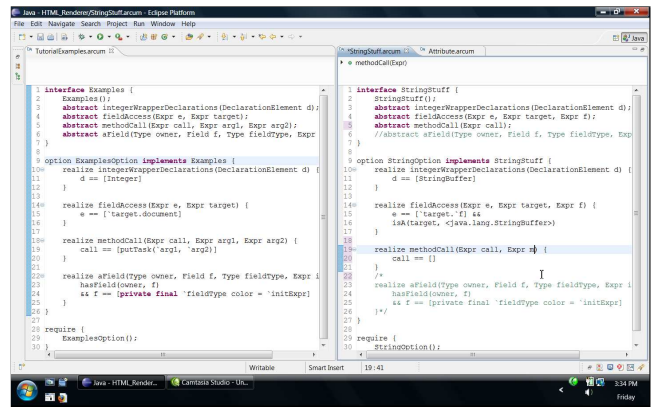 Java - HTML_Renderer/StringStuff.arcum - Eclipse Platform
File Edit Navigate Search Project Run Window Help
Java
TutorialExamples.arcum
1 interface Examples {
2 Examples();
3 abstract integerWrapperDeclarations(DeclarationElement d);
4 abstract fieldAccess(Expr e, Expr target);
5 abstract methodCall(Expr call, Expr arg1, Expr arg2);
6 abstract aField(Type owner, Field f, Type fieldType, Expr
7 }
8
9 option ExamplesOption implements Examples {
10 realize integerWrapperDeclarations(DeclarationElement d) {
11 d == [Integer]
12 }
13
14 realize fieldAccess(Expr e, Expr target) {
15 e == [`target.document]
16 }
17
18 realize methodCall(Expr call, Expr arg1, Expr arg2) {
19 call == [putTask(`arg1, `arg2)]
20 }
21
22 realize aField(Type owner, Field f, Type fieldType, Expr i
23 hasField(owner, f)
24 && f == [private final `fieldType color = `initExpr]
25 }
26 }
27
28 require {
29 ExamplesOption();
30 }
*StringStuff.arcum
Attribute.arcum
methodCall(Expr)
1 interface StringStuff {
2 StringStuff();
3 abstract integerWrapperDeclarations(DeclarationElement d);
4 abstract fieldAccess(Expr e, Expr target, Expr f);
5 abstract methodCall(Expr call);
6 //abstract aField(Type owner, Field f, Type fieldType, Exp
7 }
8
9 option StringOption implements StringStuff {
10 realize integerWrapperDeclarations(DeclarationElement d) {
11 d == [StringBuffer]
12 }
13
14 realize fieldAccess(Expr e, Expr target, Expr f) {
15 e == [`target.`f] &&
16 isA(target, <java.lang.StringBuffer>)
17 }
18
19 realize methodCall(Expr call, Expr m) {
20 call == []
21 }
22 /*
23 realize aField(Type owner, Field f, Type fieldType, Expr i
24 hasField(owner, f)
25 && f == [private final `fieldType color = `initExpr]
26 }*/
27 }
28
29 require {
30 StringOption();
Writable
Smart Insert
19 : 41
Java - HTML_Render...
Camtasia Studio - Un...
3:34 PM
Friday